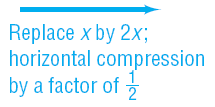 Replace x by 2x;
horizontal compression
by a factor of 1/2